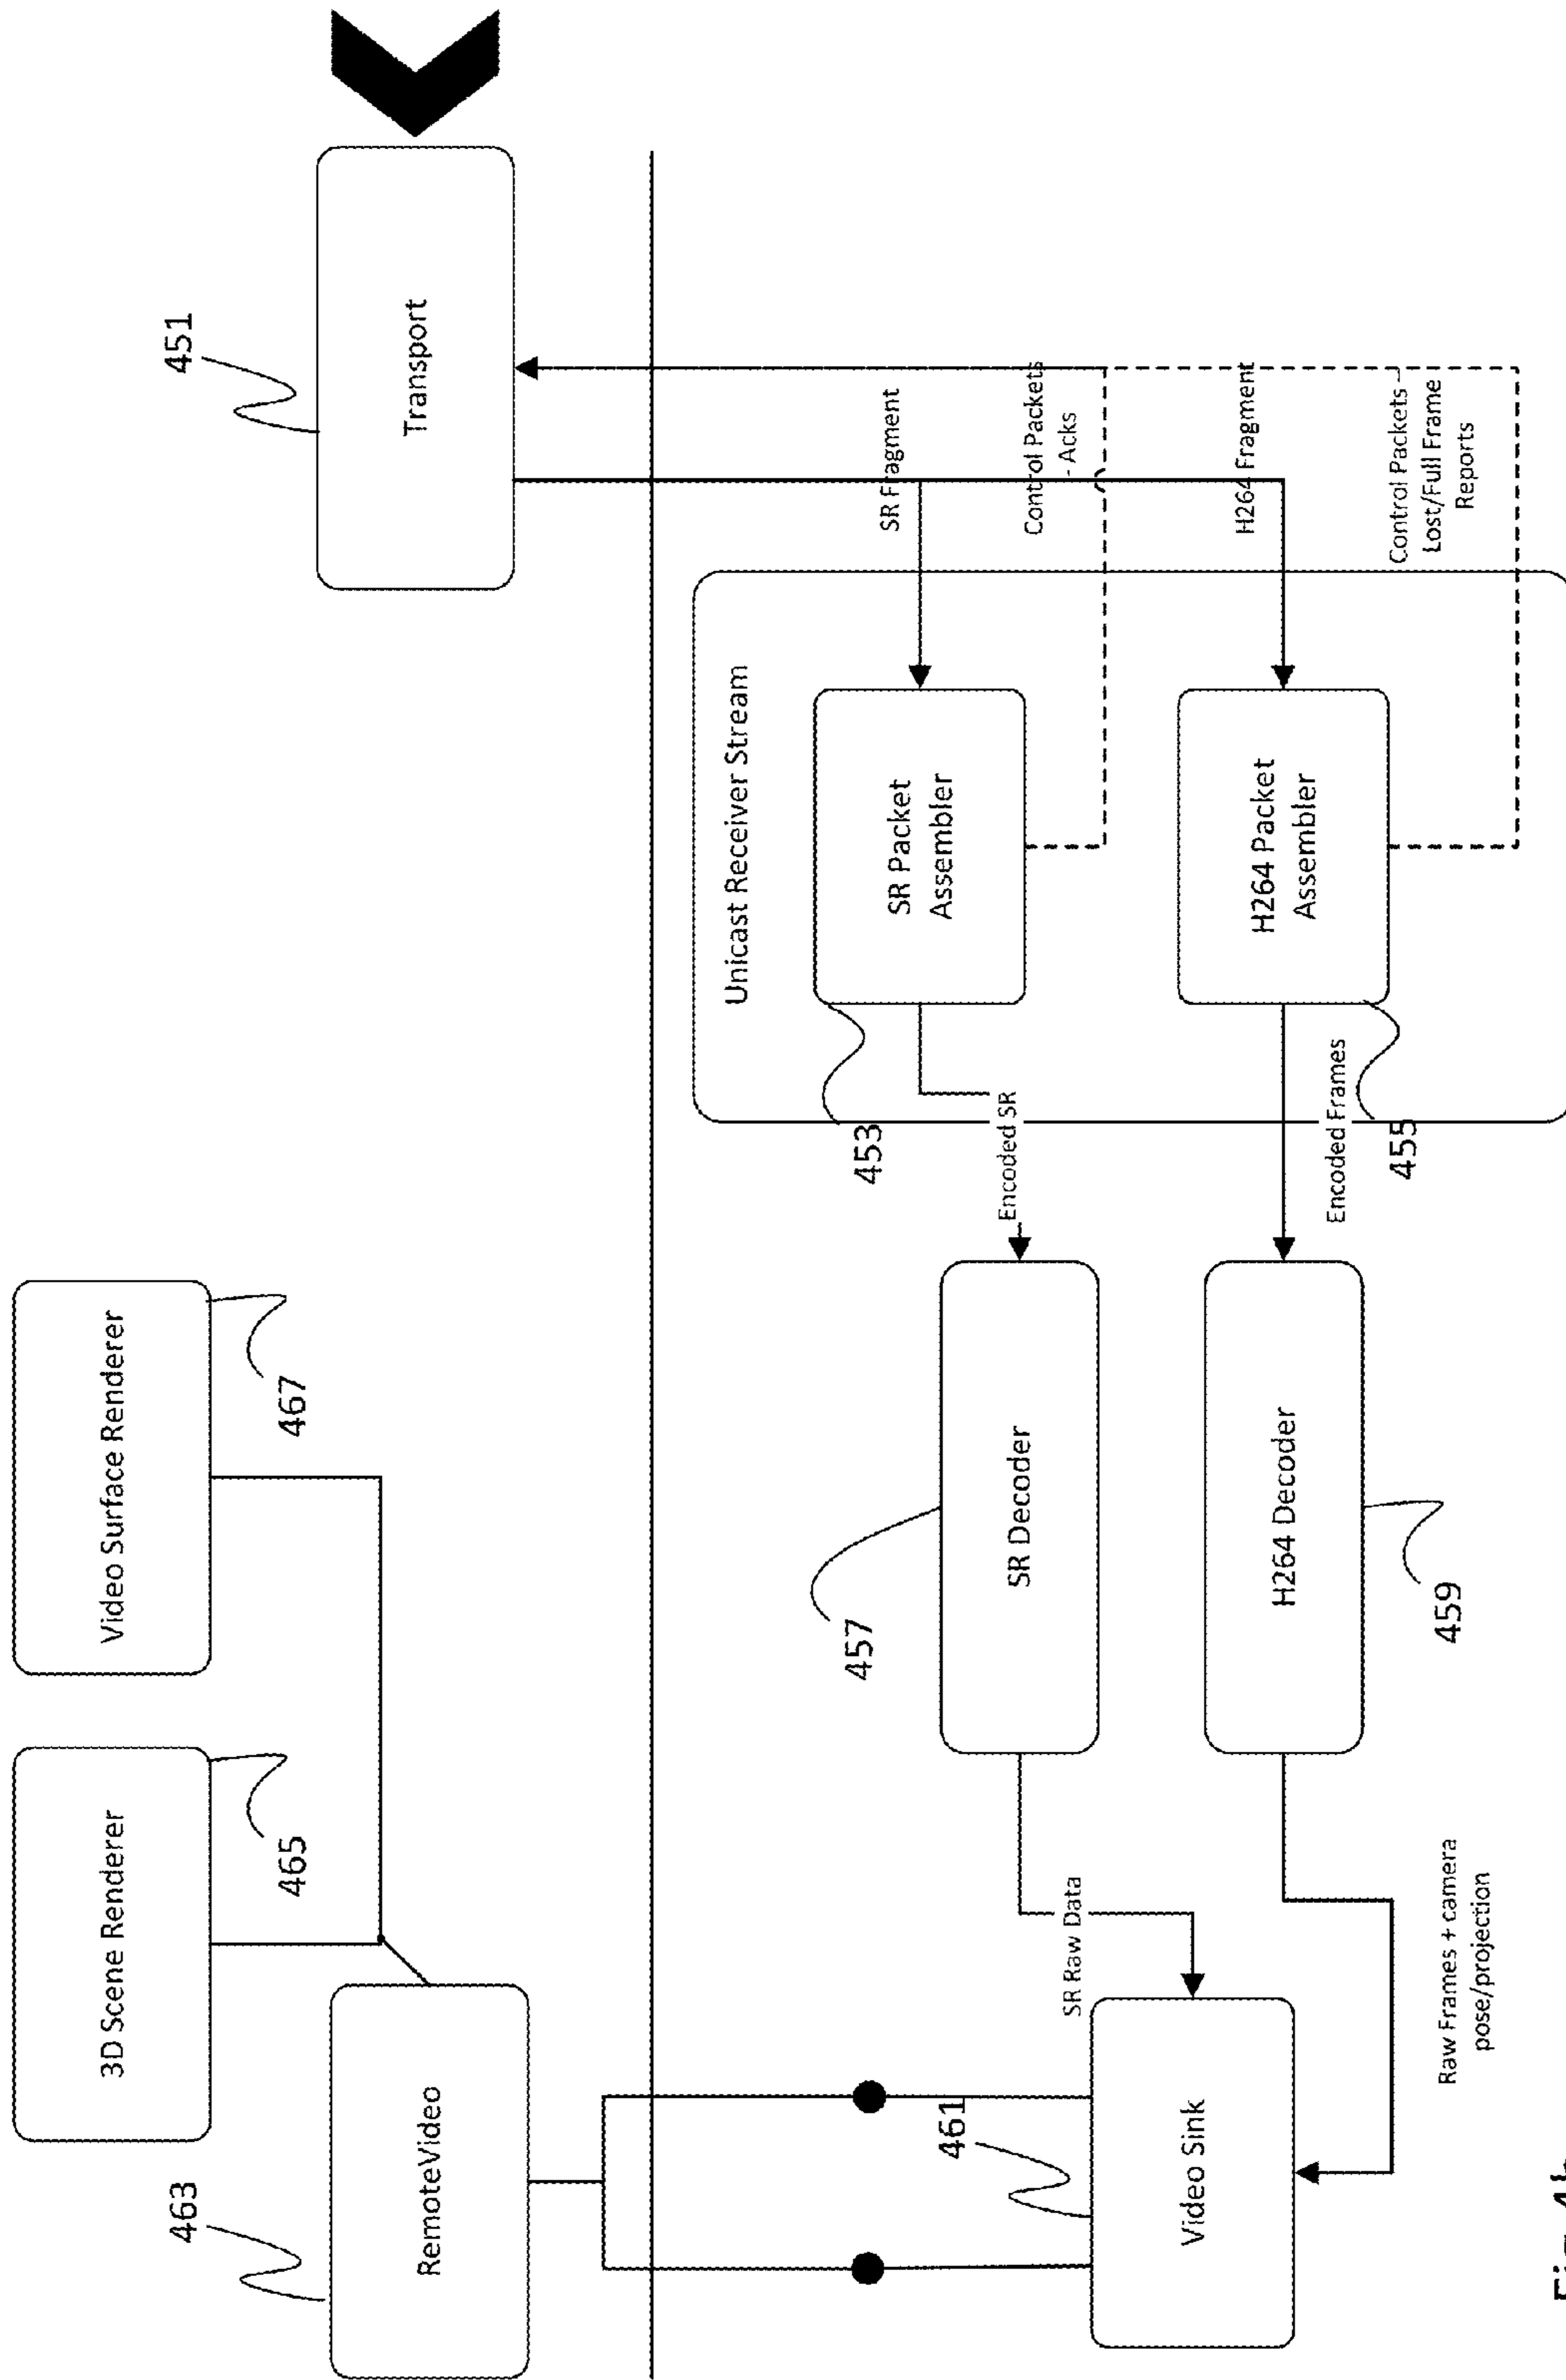 3D Scene Renderer
Video Surface Renderer
463
451
465
467
RemoteVideo
Transport
Unicast Receiver Stream
457
453
SR Fragment
SR Packet
Assembler
461
SR Decoder
Encoded SR
Control Packets
- Acks
SR Raw Data
Video Sink
H264 Packet
Assembler
H264 Fragment
H264 Decoder
Encoded Frames
455
Control Packets –
Lost/Full Frame
Reports
459
Raw Frames + camera
pose/projection